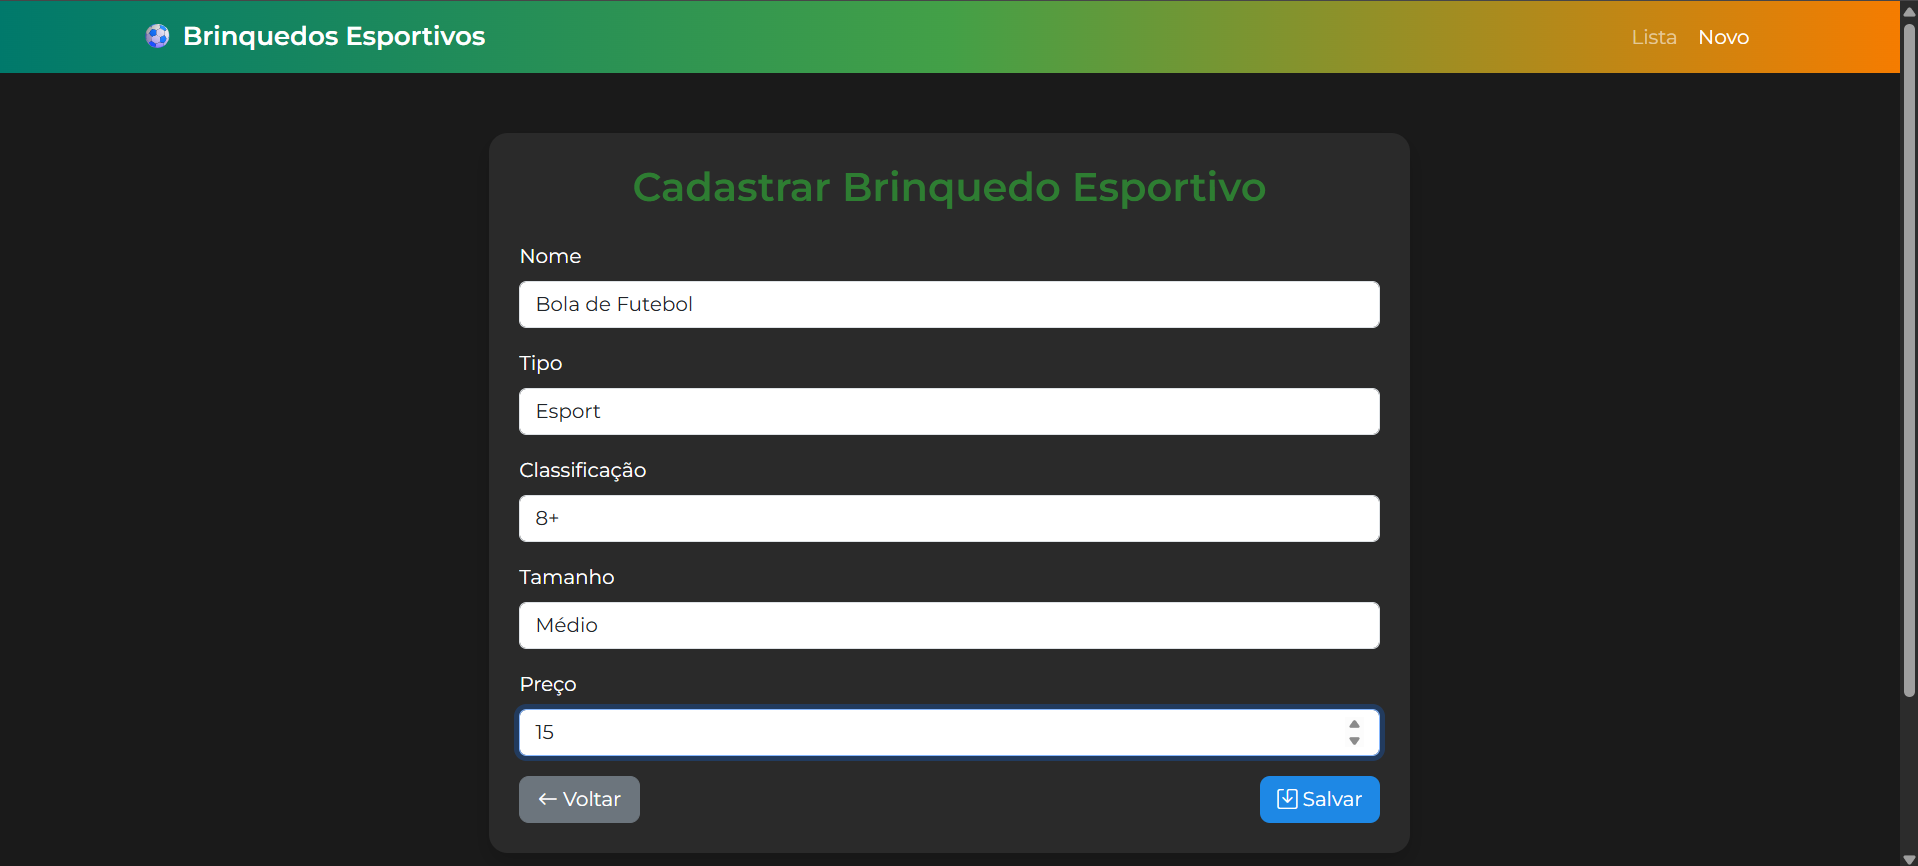 Brinquedos Esportivos
Lista Novo
Cadastrar Brinquedo Esportivo
Nome
Bola de Futebol
Tipo
Esport
Classificação
8+
Tamanho
Médio
Preço
15
← Voltar
Salvar